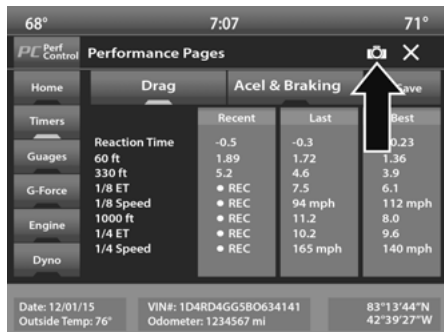 68° 7:07 71°
PC Perf Control Performance Pages
Home Drag Acel & Braking Save
Timers Recent Last Best
Reaction Time -0.5 -0.3 -0.23
60 ft 1.89 1.72 1.36
Guages 330 ft 5.2 4.6 3.9
1/8 ET REC 7.5 6.1
G-Force 1/8 Speed REC 94 mph 112 mph
1000 ft REC 11.2 8.0
Engine 1/4 ET REC 10.2 9.6
1/4 Speed REC 165 mph 140 mph
Dyno
Date: 12/01/15 VIN#: 1D4RD4GG5BO634141 83°13'44"N
Outside Temp: 76° Odometer: 1234567 mi 42°39'27"W